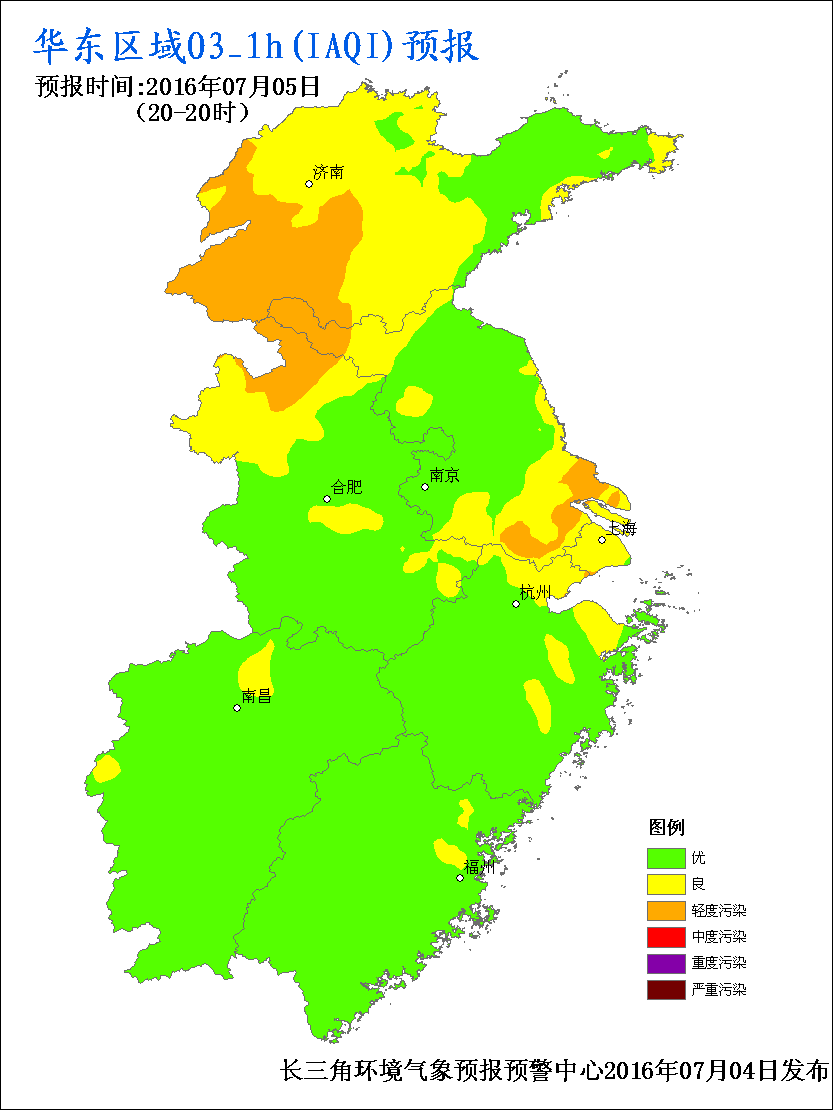 华东区域O3_1h(IAQI)预报
预报时间:2016年07月05日
(20-20时)
济南
南京
合肥
上海
杭州
南昌
福州
图例
优
良
轻度污染
中度污染
重度污染
严重污染
长三角环境气象预报预警中心2016年07月04日发布